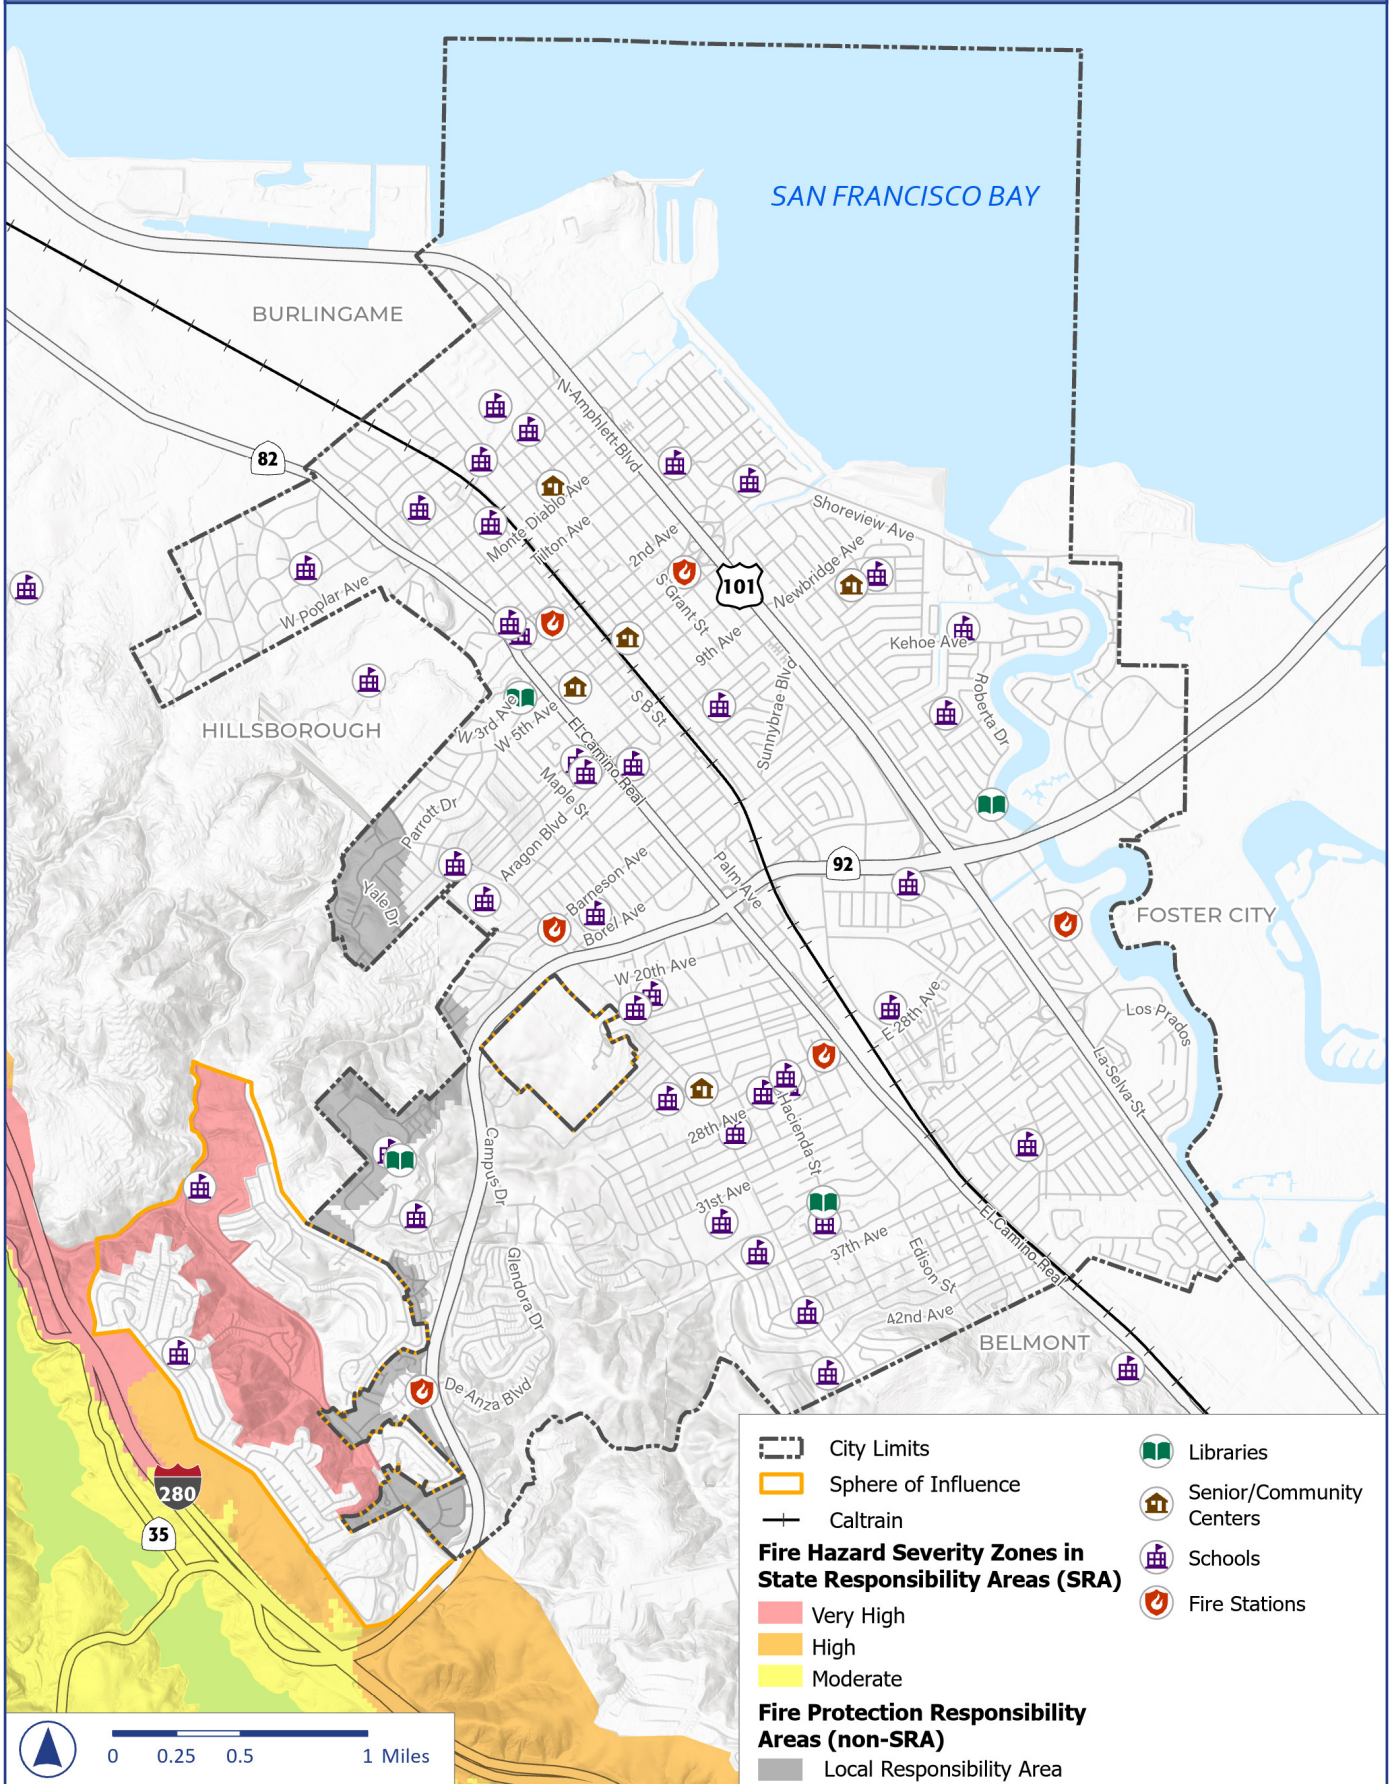 SAN FRANCISCO BAY
BURLINGAME
82
N Amphlett Blvd
Monte Diablo Ave
Tilton Ave
2nd Ave
Shoreview Ave
101
Newbridge Ave
S Grant St
W Poplar Ave
9th Ave
Kehoe Ave
Roberta Dr
HILLSBOROUGH
W 3rd Ave
W 5th Ave
S B St
El Camino Real
Sunnybrae Blvd
Maple St
Parrott Dr
Aragon Blvd
Yale Dr
Barneson Ave
Borel Ave
Palm Ave
92
FOSTER CITY
W 20th Ave
E 28th Ave
Los Prados
La Selva St
28th Ave
Hacienda St
Campus Dr
31st Ave
37th Ave
Edison St
El Camino Real
Glendora Dr
42nd Ave
BELMONT
De Anza Blvd
280
35
City Limits
Sphere of Influence
Caltrain
Fire Hazard Severity Zones in
State Responsibility Areas (SRA)
Very High
High
Moderate
Fire Protection Responsibility
Areas (non-SRA)
Local Responsibility Area
Libraries
Senior/Community
Centers
Schools
Fire Stations
0 0.25 0.5 1 Miles